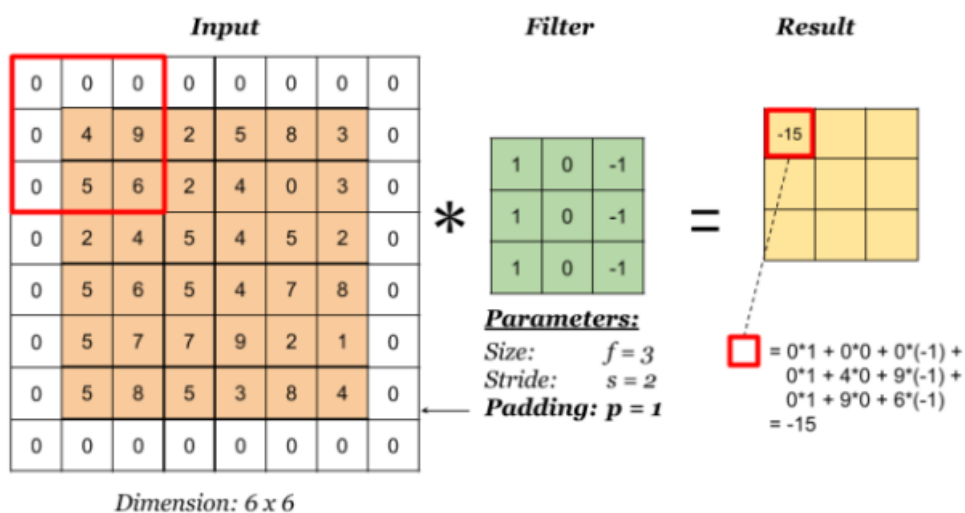 Input Filter Result
0 0 0 0 0 0 0 0
0 4 9 2 5 8 3 0
0 5 6 2 4 0 3 0
0 2 4 5 4 5 2 0
0 5 6 5 4 7 8 0
0 5 7 7 9 2 1 0
0 5 8 5 3 8 4 0
0 0 0 0 0 0 0 0
Dimension: 6 x 6
*
1 0 -1
1 0 -1
1 0 -1
Parameters:
Size: f = 3
Stride: s = 2
Padding: p = 1
=
-15
= 0*1 + 0*0 + 0*(-1) +
0*1 + 4*0 + 9*(-1) +
0*1 + 9*0 + 6*(-1)
= -15